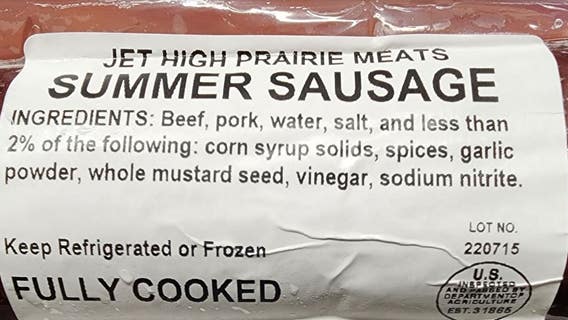 JET HIGH PRAIRIE MEATS
SUMMER SAUSAGE
INGREDIENTS: Beef, pork, water, salt, and less than
2% of the following: corn syrup solids, spices, garlic
powder, whole mustard seed, vinegar, sodium nitrite.
LOT NO.
Keep Refrigerated or Frozen 220715
FULLY COOKED
U.S.
INSPECTED
AND PASSED BY
DEPARTMENT OF
AGRICULTURE
EST. 31865